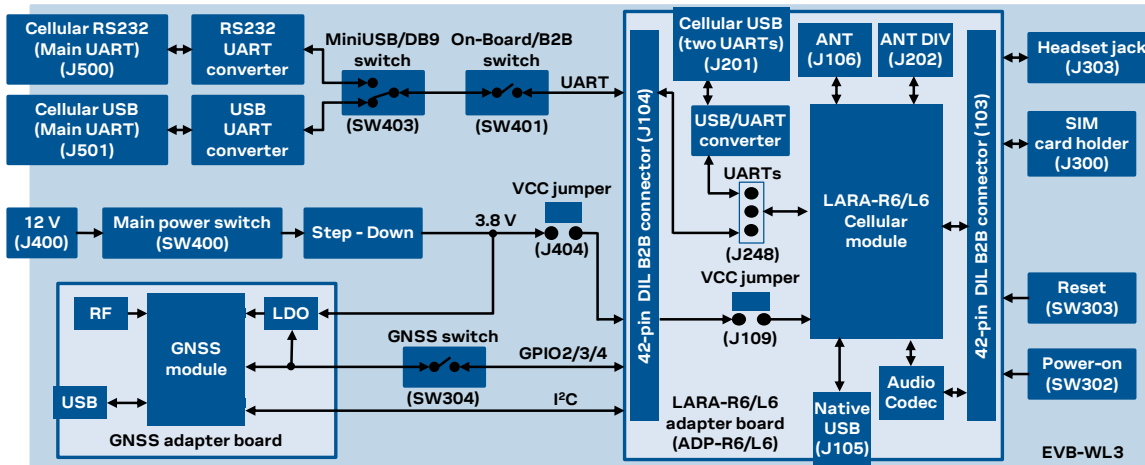 Cellular RS232
(Main UART)
(J500)
RS232
UART
converter
MiniUSB/DB9
switch
(SW403)
On-Board/B2B
switch
(SW401)
UART
Cellular USB
(Main UART)
(J501)
USB
UART
converter
12 V
(J400)
Main power switch
(SW400)
Step - Down
3.8 V
VCC jumper
(J404)
RF
GNSS
module
LDO
USB
GNSS adapter board
GNSS switch
(SW304)
GPIO2/3/4
I²C
42-pin DIL B2B connector (J104)
Cellular USB
(two UARTs)
(J201)
USB/UART
converter
UARTs
(J248)
VCC jumper
(J109)
ANT
(J106)
ANT DIV
(J202)
LARA-R6/L6
Cellular
module
Native
USB
(J105)
Audio
Codec
LARA-R6/L6
adapter board
(ADP-R6/L6)
42-pin DIL B2B connector (103)
Headset jack
(J303)
SIM
card holder
(J300)
Reset
(SW303)
Power-on
(SW302)
EVB-WL3